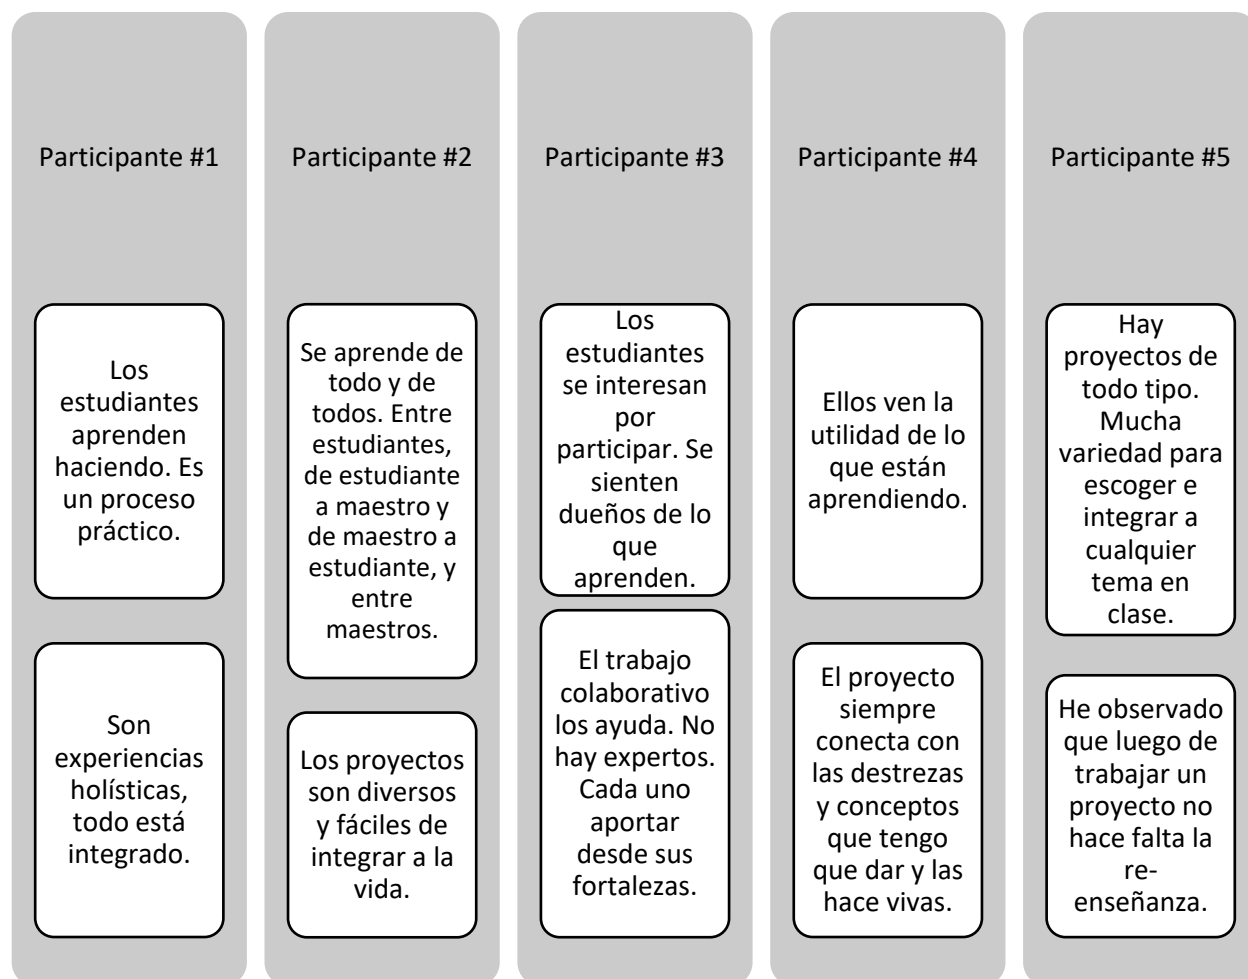 Participante #1
Los
estudiantes
aprenden
haciendo. Es
un proceso
práctico.
Son
experiencias
holísticas,
todo está
integrado.
Participante #2
Se aprende de
todo y de
todos. Entre
estudiantes,
de estudiante
a maestro y
de maestro a
estudiante, y
entre
maestros.
Los proyectos
son diversos
y fáciles de
integrar a la
vida.
Participante #3
Los
estudiantes
se interesan
por
participar. Se
sienten
dueños de lo
que
aprenden.
El trabajo
colaborativo
los ayuda. No
hay expertos.
Cada uno
aportar
desde sus
fortalezas.
Participante #4
Ellos ven la
utilidad de lo
que están
aprendiendo.
El proyecto
siempre
conecta con
las destrezas
y conceptos
que tengo
que dar y las
hace vivas.
Participante #5
Hay
proyectos de
todo tipo.
Mucha
variedad para
escoger e
integrar a
cualquier
tema en
clase.
He observado
que luego de
trabajar un
proyecto no
hace falta la
re-
enseñanza.